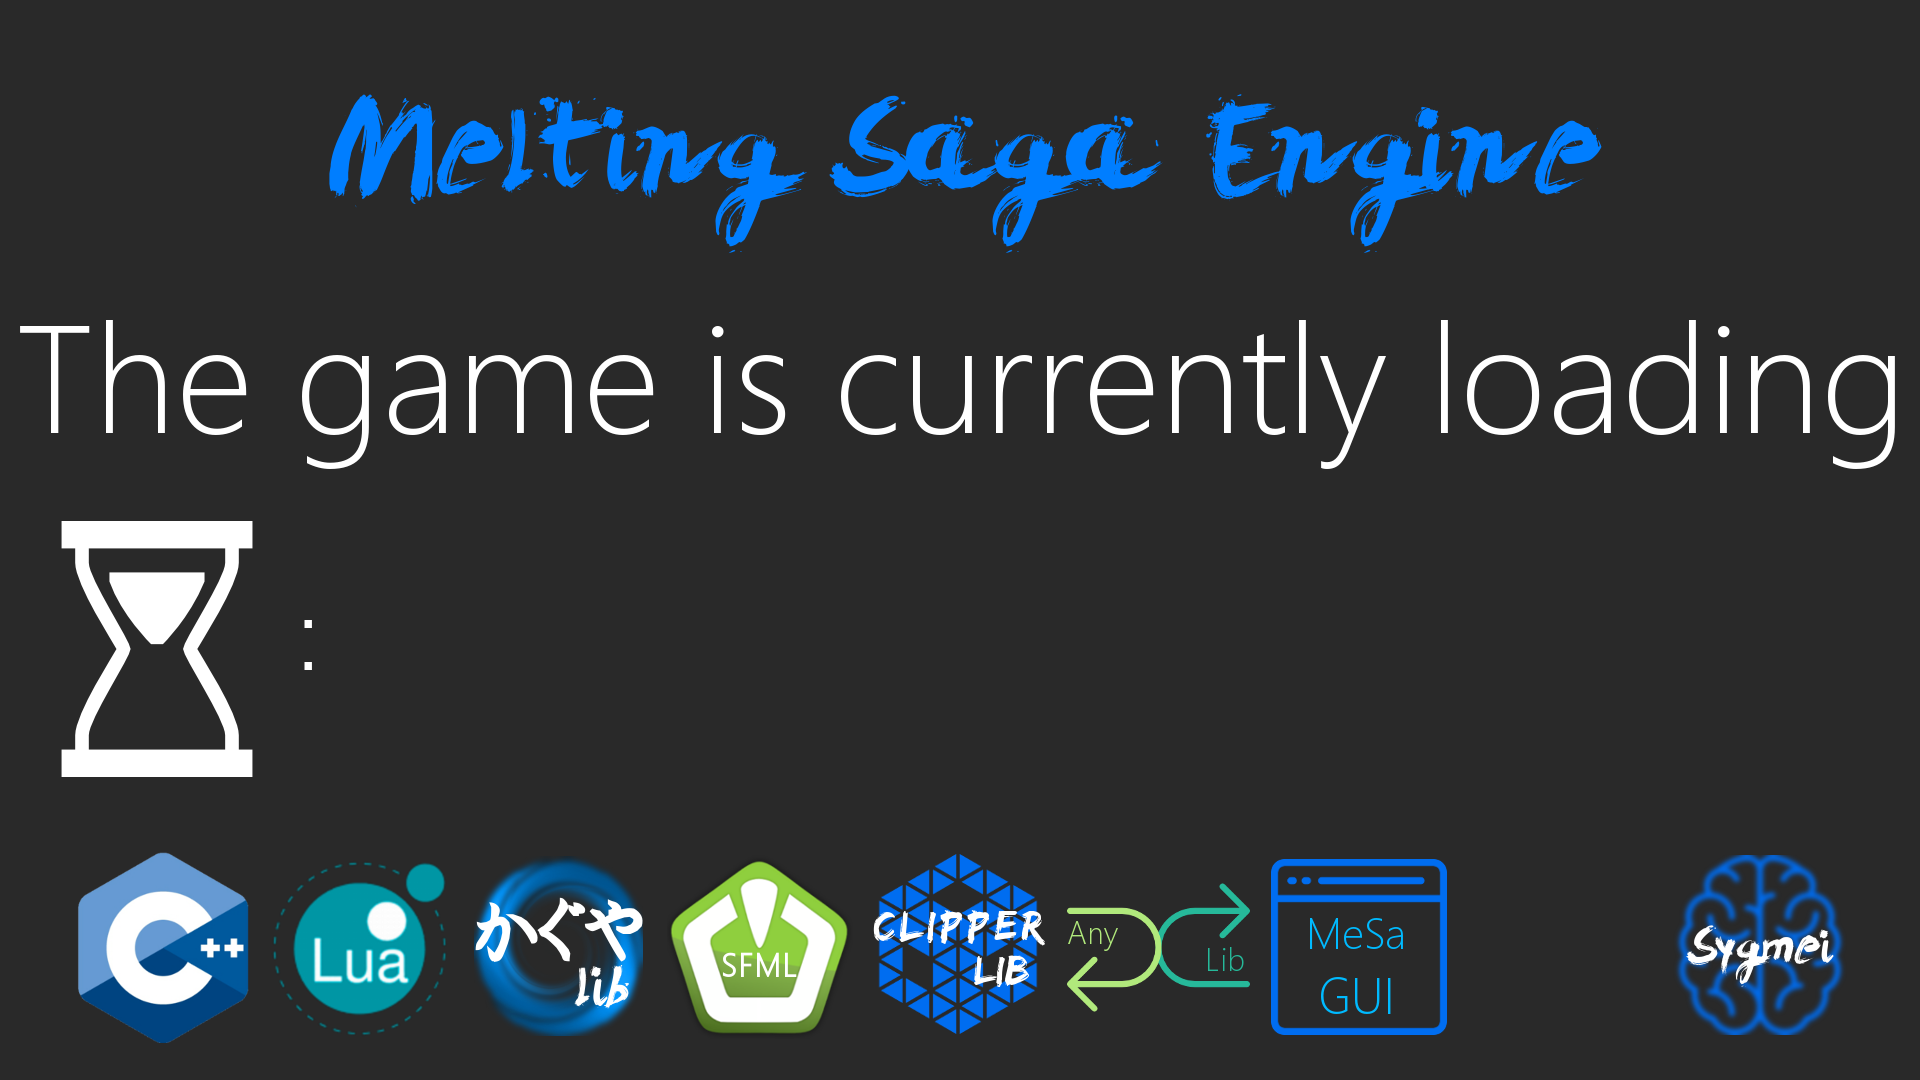 Melting Saga Engine
The game is currently loading
:
C++
Lua
かぐや
lib
SFML
CLIPPER
LIB
Any
Lib
MeSa
GUI
Sygmei